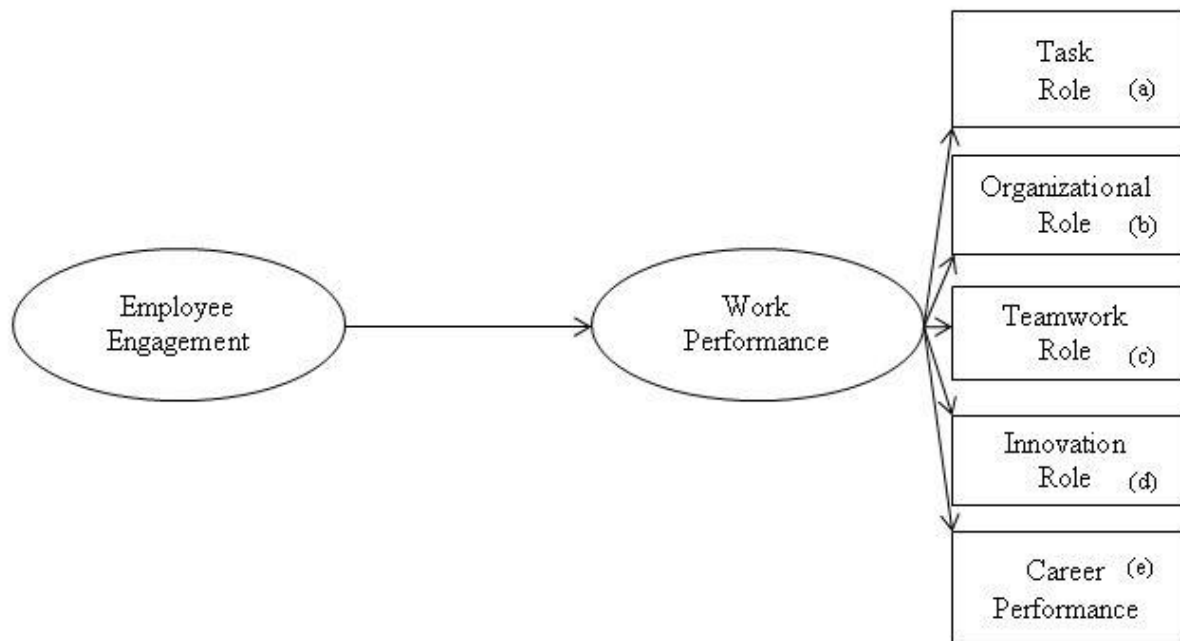 Task
Role (a)
Organizational
Role (b)
Employee
Engagement
Work
Performance
Teamwork
Role (c)
Innovation
Role (d)
Career (e)
Performance